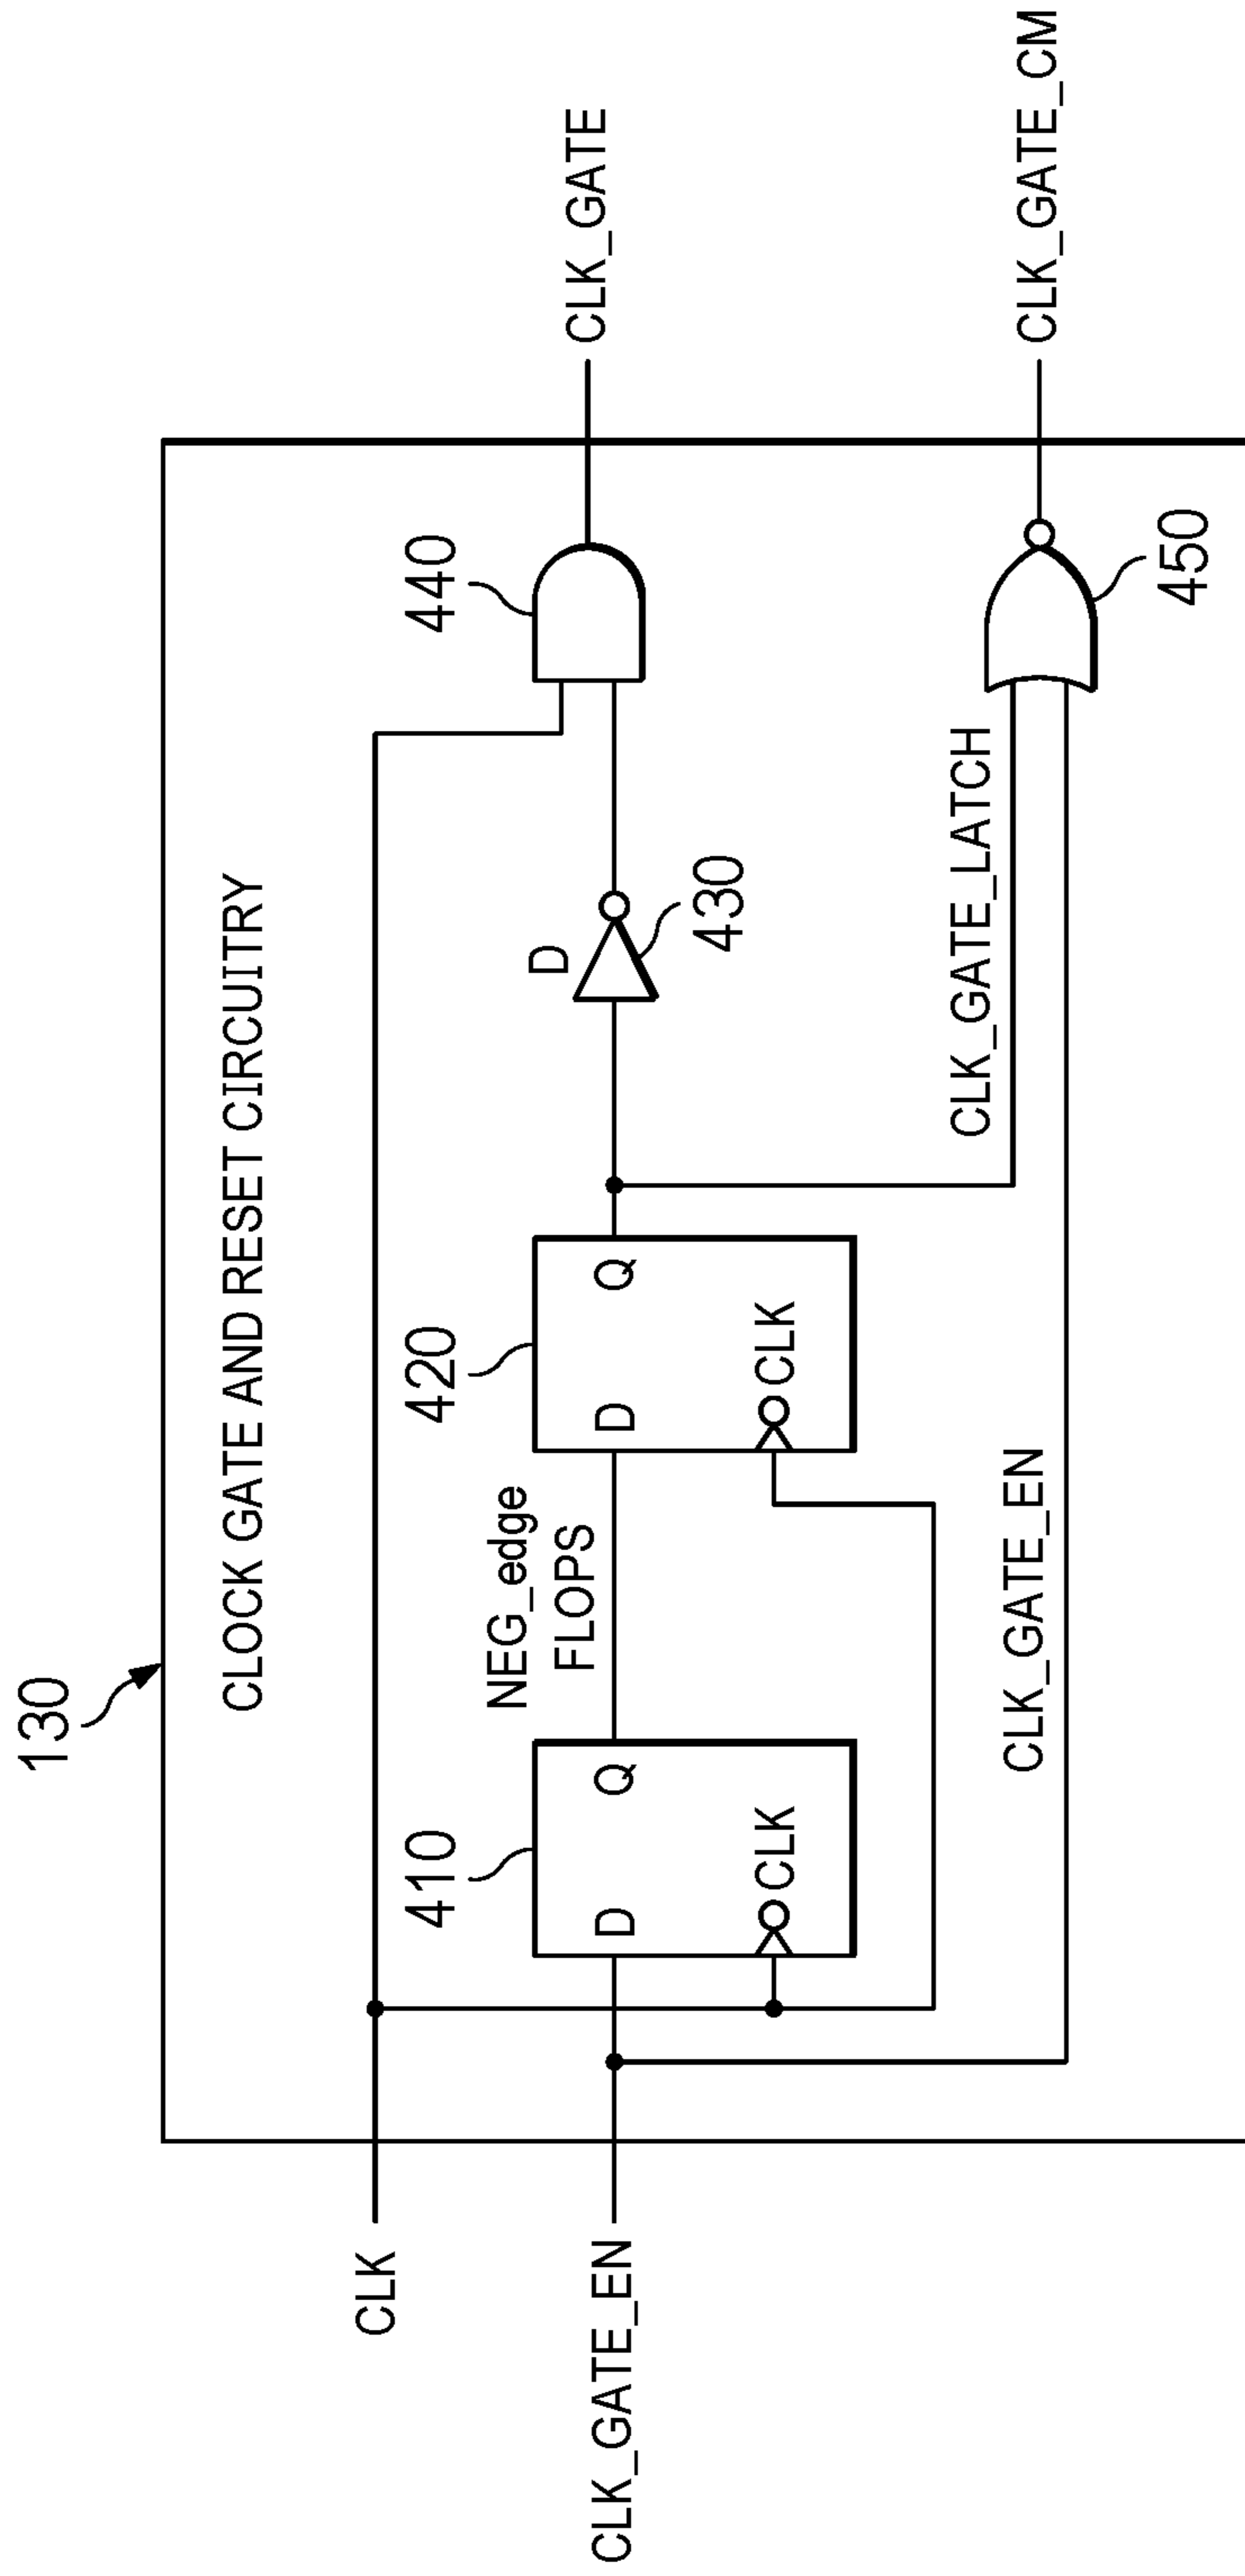 130
CLOCK GATE AND RESET CIRCUITRY
CLK
CLK_GATE_EN
410
D
Q
CLK
NEG_edge
FLOPS
420
D
Q
CLK
D
430
440
CLK_GATE
CLK_GATE_LATCH
CLK_GATE_EN
450
CLK_GATE_CM